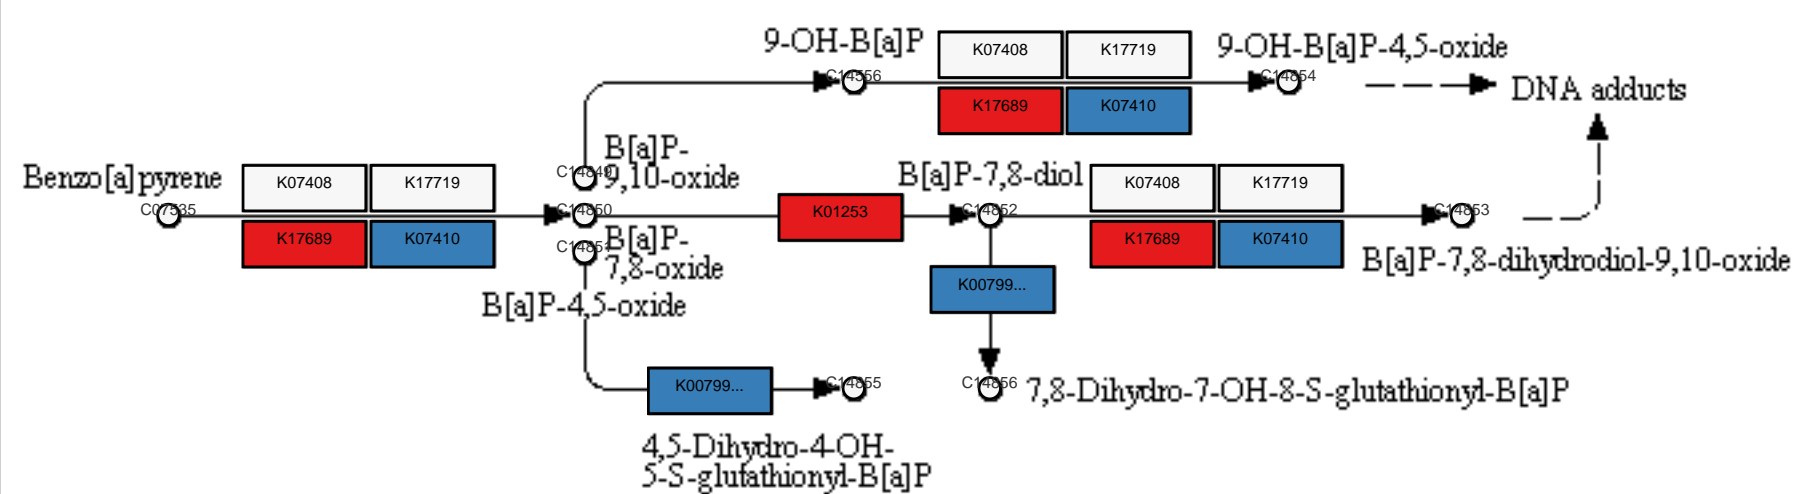 9-OH-B[a]P
K07408
K17719
9-OH-B[a]P-4,5-oxide
C14556
C14854
DNA adducts
K17689
K07410
B[a]P-
9,10-oxide
C14849
Benzo[a]pyrene
K07408
K17719
B[a]P-7,8-diol
K07408
K17719
C07535
C14850
K01253
C14852
C14853
K17689
K07410
C14851
B[a]P-
7,8-oxide
K17689
K07410
B[a]P-7,8-dihydrodiol-9,10-oxide
B[a]P-4,5-oxide
K00799...
K00799...
C14855
C14856
7,8-Dihydro-7-OH-8-S-glutathionyl-B[a]P
4,5-Dihydro-4-OH-
5-S-glutathionyl-B[a]P